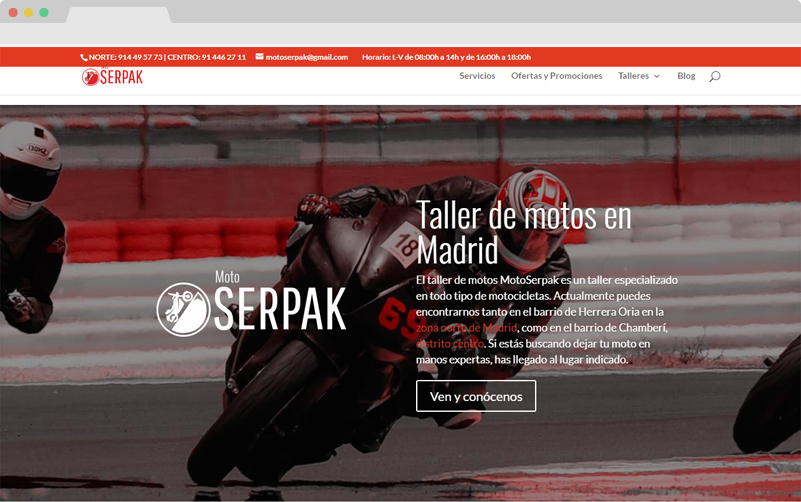 NORTE: 914 49 57 73 | CENTRO: 91 446 27 11 motoserpak@gmail.com Horario: L-V de 08:00h a 14h y de 16:00h a 18:00h
SERPAK
Servicios Ofertas y Promociones Talleres Blog
SHOEI
18
69
Moto
SERPAK
Taller de motos en
Madrid
El taller de motos MotoSerpak es un taller especializado
en todo tipo de motocicletas. Actualmente puedes
encontrarnos tanto en el barrio de Herrera Oria en la
zona norte de Madrid, como en el barrio de Chamberí,
distrito centro. Si estás buscando dejar tu moto en
manos expertas, has llegado al lugar indicado.
Ven y conócenos